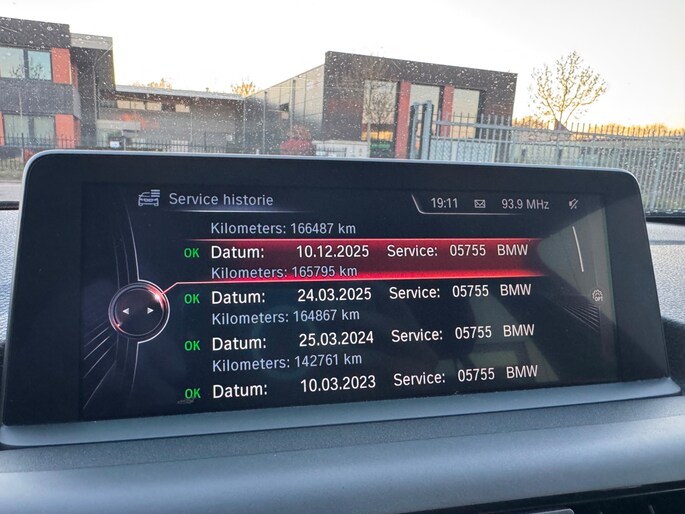 Service historie 19:11 93.9 MHz
Kilometers: 166487 km
OK Datum: 10.12.2025 Service: 05755 BMW
Kilometers: 165795 km
OK Datum: 24.03.2025 Service: 05755 BMW
Kilometers: 164867 km
OK Datum: 25.03.2024 Service: 05755 BMW
Kilometers: 142761 km
OK Datum: 10.03.2023 Service: 05755 BMW
OFF